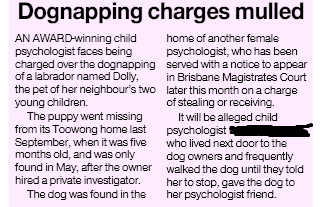 Dognapping charges mulled
AN AWARD-winning child
psychologist faces being
charged over the dognapping
of a labrador named Dolly,
the pet of her neighbour's two
young children.
The puppy went missing
from its Toowong home last
September, when it was five
months old, and was only
found in May, after the owner
hired a private investigator.
The dog was found in the
home of another female
psychologist, who has been
served with a notice to appear
in Brisbane Magistrates Court
later this month on a charge
of stealing or receiving.
It will be alleged child
psychologist
who lived next door to the
dog owners and frequently
walked the dog until they told
her to stop, gave the dog to
her psychologist friend.